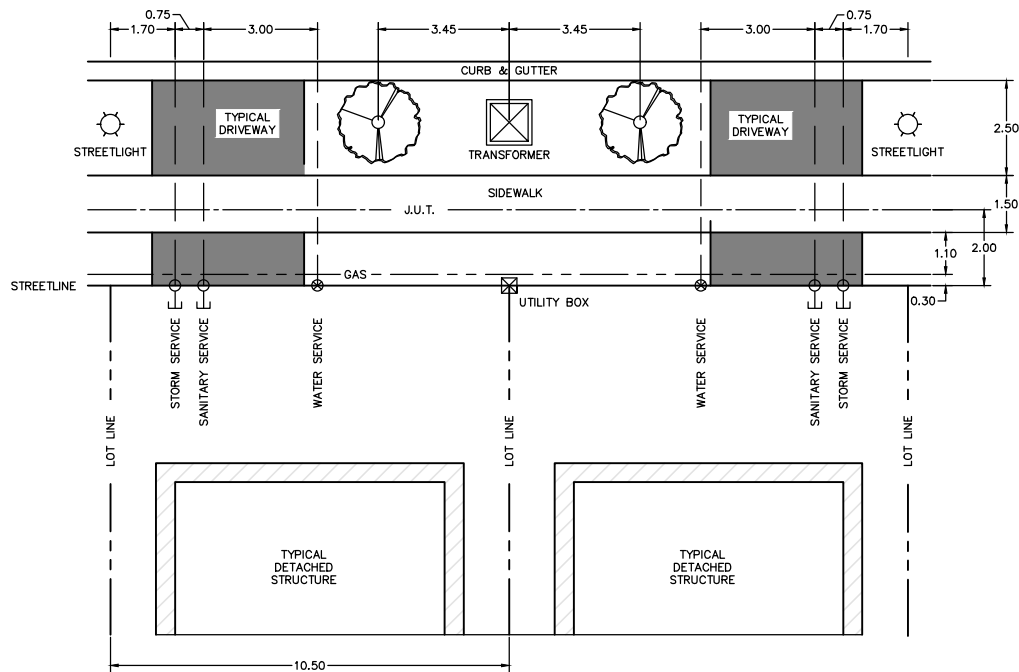 0.75
0.75
1.70
3.00
3.45
3.45
3.00
1.70
CURB & GUTTER
TYPICAL
DRIVEWAY
TYPICAL
DRIVEWAY
2.50
STREETLIGHT
TRANSFORMER
STREETLIGHT
SIDEWALK
1.50
J.U.T.
2.00
1.10
GAS
STREETLINE
UTILITY BOX
0.30
STORM SERVICE
SANITARY SERVICE
WATER SERVICE
WATER SERVICE
SANITARY SERVICE
STORM SERVICE
LOT LINE
LOT LINE
LOT LINE
TYPICAL
DETACHED
STRUCTURE
TYPICAL
DETACHED
STRUCTURE
10.50